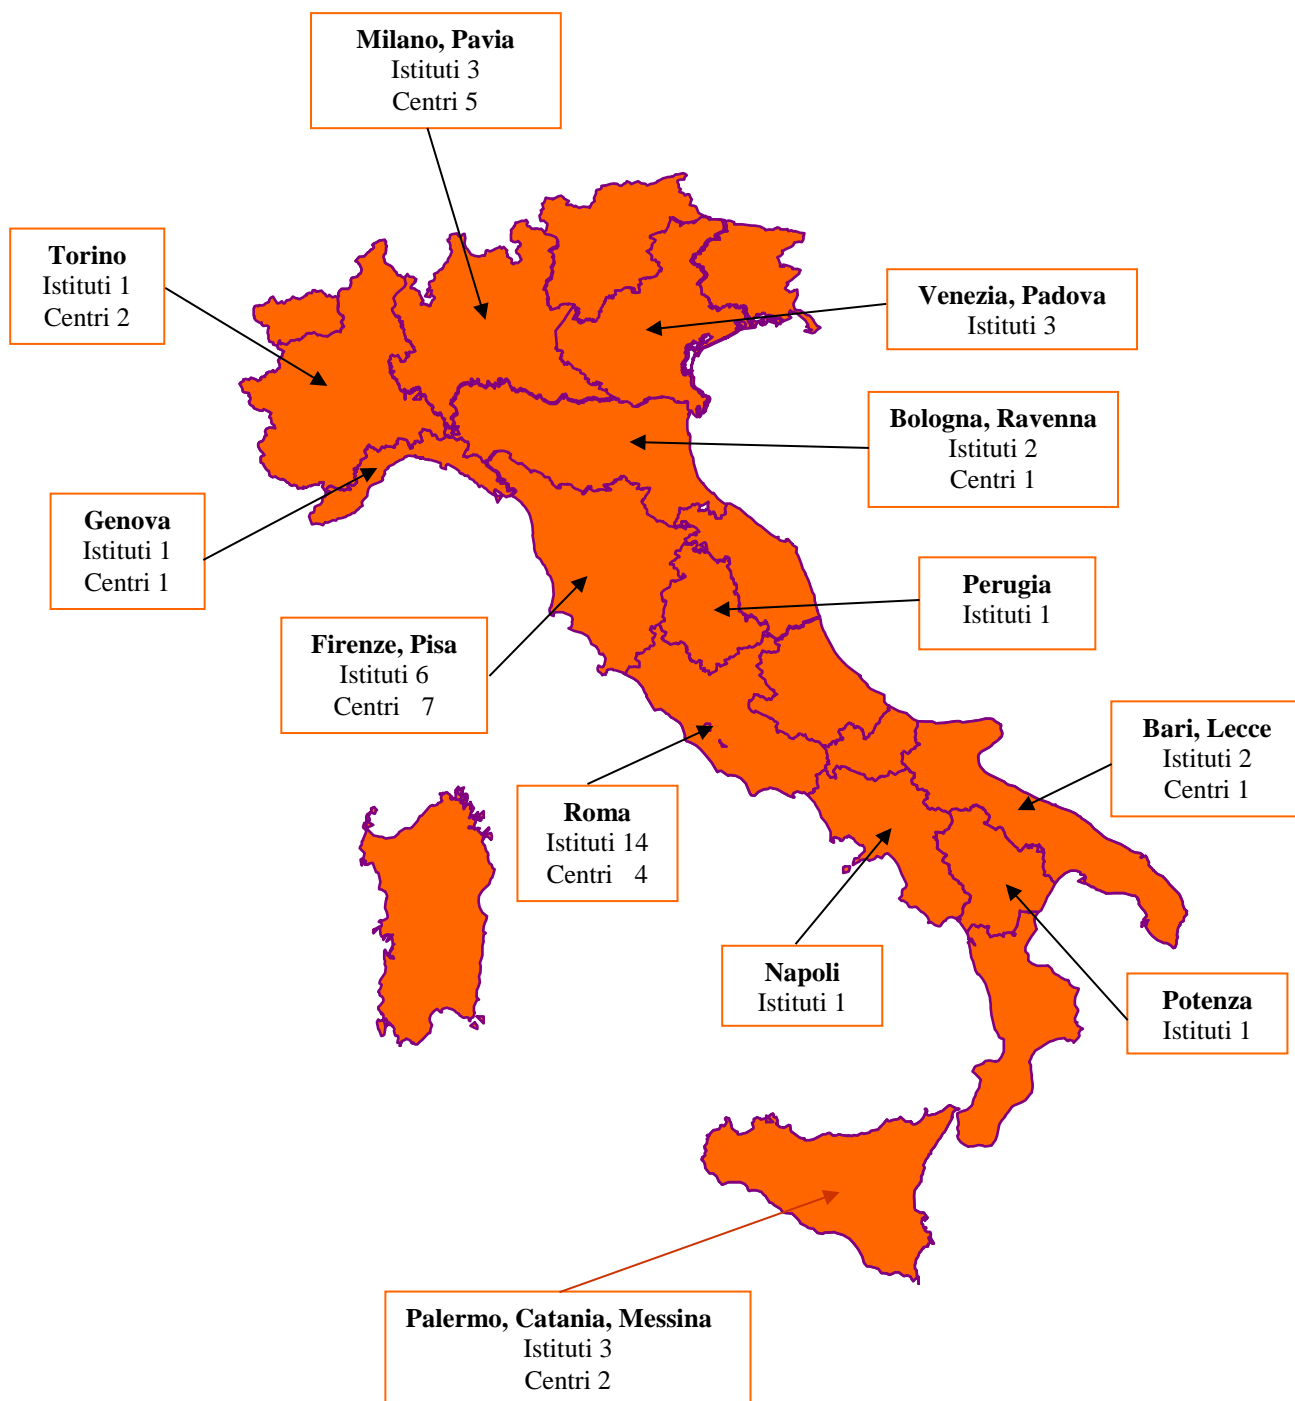 Milano, Pavia
Istituti 3
Centri 5
Torino
Istituti 1
Centri 2
Venezia, Padova
Istituti 3
Bologna, Ravenna
Istituti 2
Centri 1
Genova
Istituti 1
Centri 1
Perugia
Istituti 1
Firenze, Pisa
Istituti 6
Centri 7
Bari, Lecce
Istituti 2
Centri 1
Roma
Istituti 14
Centri 4
Napoli
Istituti 1
Potenza
Istituti 1
Palermo, Catania, Messina
Istituti 3
Centri 2